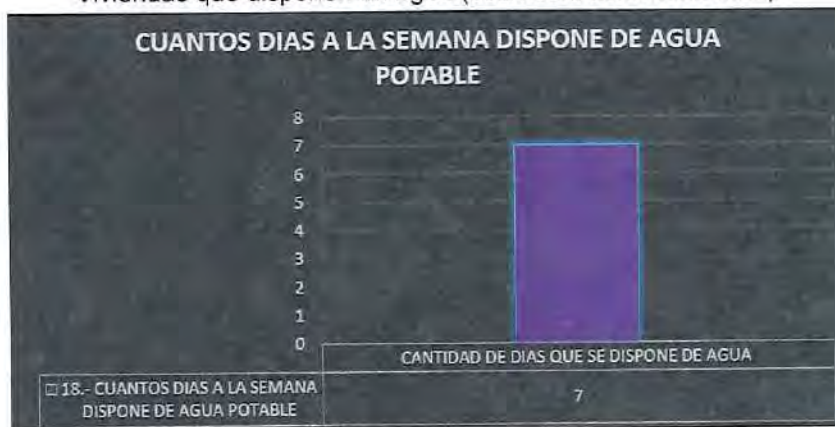 CUANTOS DIAS A LA SEMANA DISPONE DE AGUA
POTABLE
8
7
6
5
4
3
2
1
0
CANTIDAD DE DIAS QUE SE DISPONE DE AGUA
18.- CUANTOS DIAS A LA SEMANA
DISPONE DE AGUA POTABLE
7